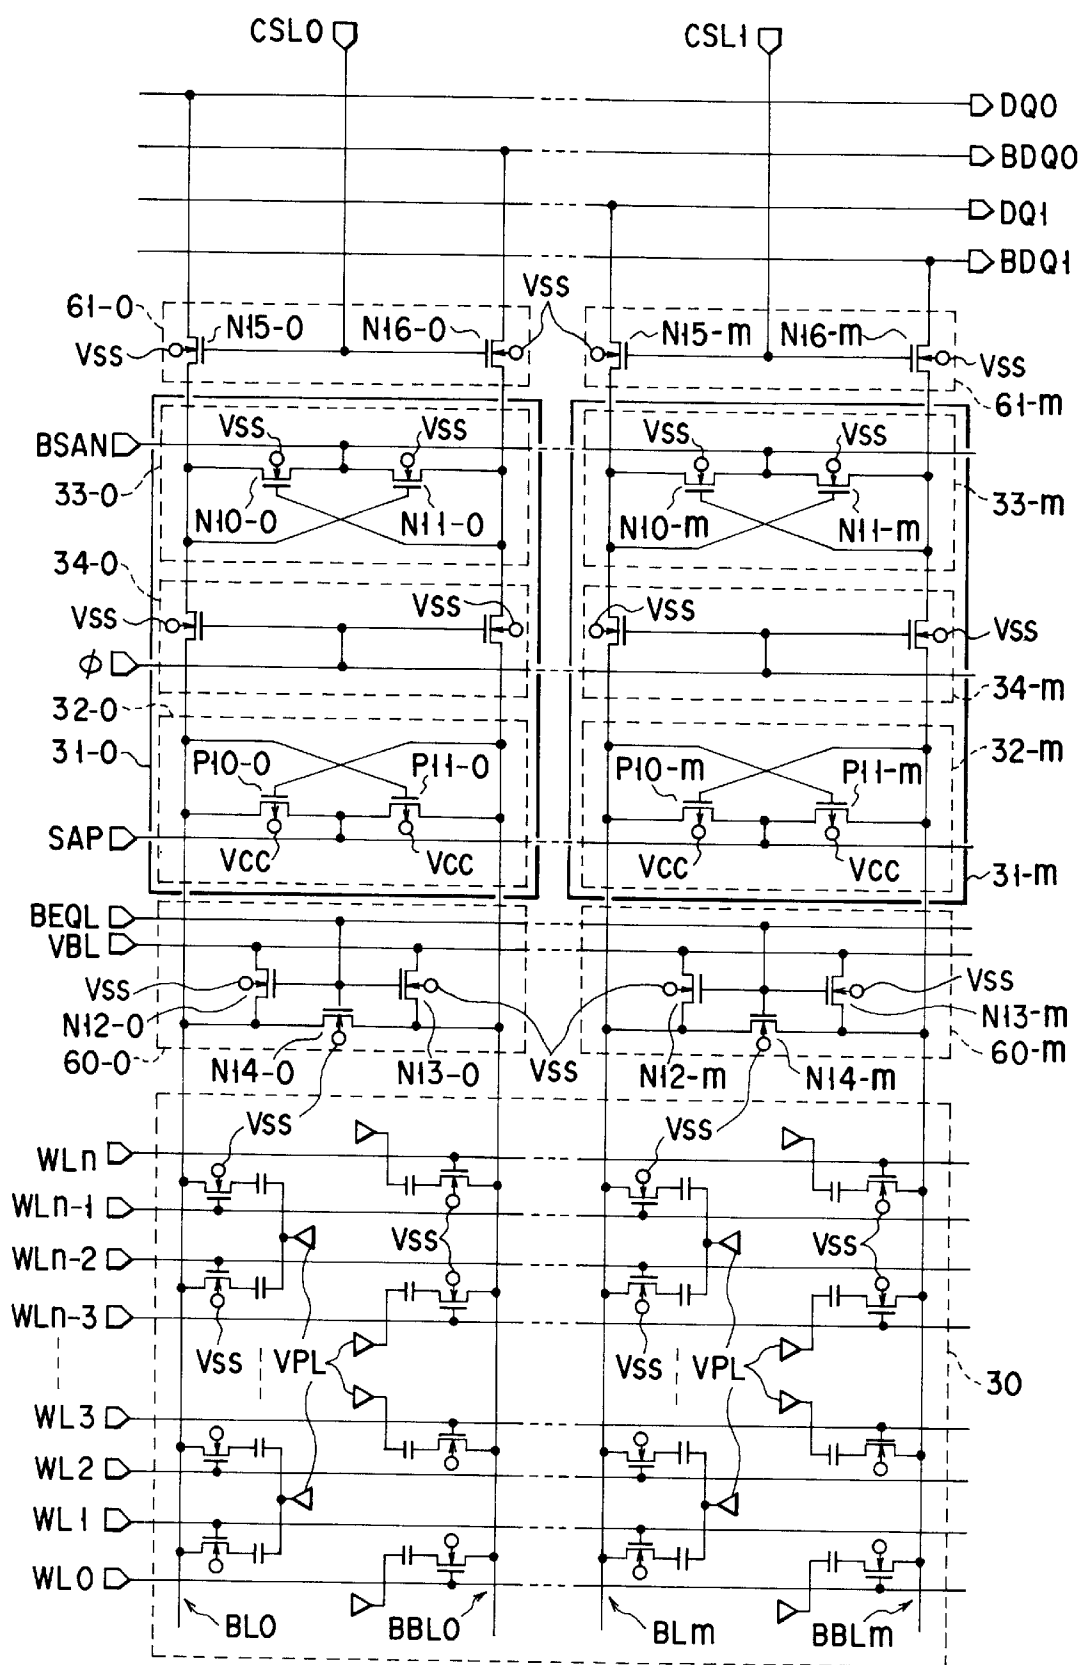 CSL0 CSL1
DQ0
BDQ0
DQ1
BDQ1
VSS
61-0 N15-0 N16-0 N15-m N16-m
VSS VSS
61-m
BSAN VSS VSS VSS VSS
33-0 33-m
N10-0 N11-0 N10-m N11-m
34-0
VSS VSS VSS VSS
φ
32-0 34-m
31-0 P10-0 P11-0 P10-m P11-m 32-m
SAP VCC VCC VCC VCC
31-m
BEQL
VBL
VSS VSS
N12-0 N13-m
60-0 N14-0 N13-0 VSS N12-m N14-m 60-m
VSS VSS
WLn
WLn-1
VSS VSS
WLn-2
WLn-3
VSS VPL VSS VPL
30
WL3
WL2
WL1
WL0
BL0 BBL0 BLm BBLm